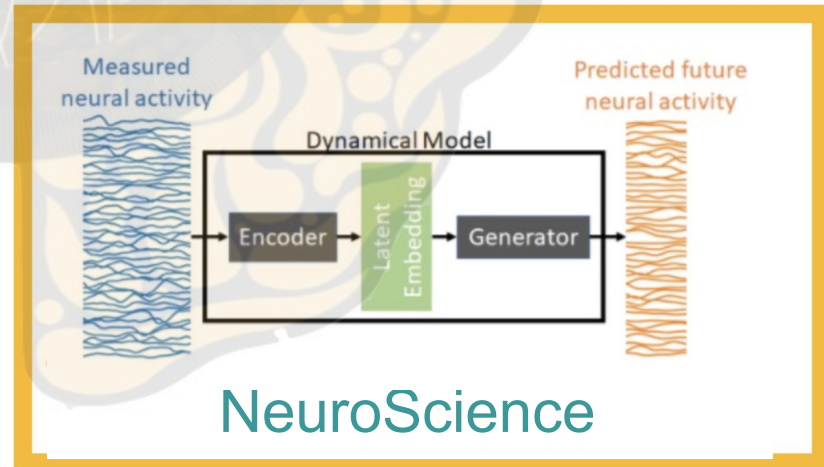 Measured
neural activity
Predicted future
neural activity
Dynamical Model
Encoder
Latent
Embedding
Generator
NeuroScience